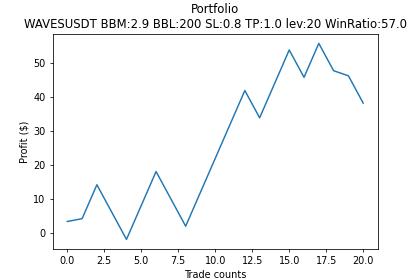 Portfolio
WAVESUSDT BBM:2.9 BBL:200 SL:0.8 TP:1.0 lev:20 WinRatio:57.0
50
40
30
20
10
0
Profit ($)
0.0 2.5 5.0 7.5 10.0 12.5 15.0 17.5 20.0
Trade counts